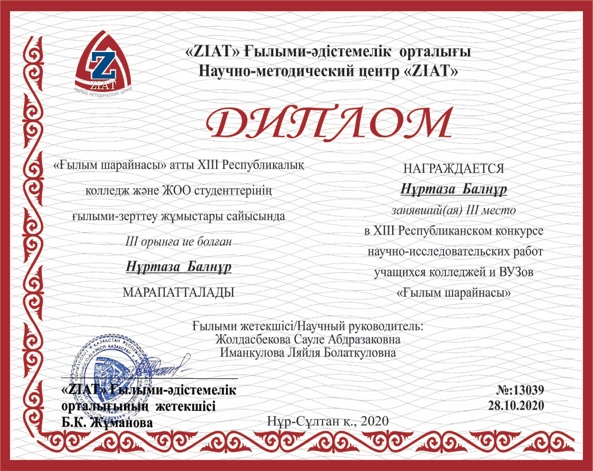 «ZIAT» Ғылыми-әдістемелік орталығы
Научно-методический центр «ZIAT»
Z
ZIAT
ДИПЛОМ
«Ғылым шарайнасы» атты XIII Республикалық
колледж және ЖОО студенттерінің
ғылыми-зерттеу жұмыстары сайысында
III орынға ие болған
Нұртаза Балнұр
МАРАПАТТАЛАДЫ
НАГРАЖДАЕТСЯ
Нұртаза Балнұр
занявший(ая) III место
в XIII Республиканском конкурсе
научно-исследовательских работ
учащихся колледжей и ВУЗов
«Ғылым шарайнасы»
Ғылыми жетекшісі/Научный руководитель:
Жолдасбекова Сауле Абдразаковна
Иманкулова Ляйля Болаткуловна
«ZIAT» Ғылыми-әдістемелік
орталығының жетекшісі
Б.К. Жұманова
№:13039
28.10.2020
Нұр-Сұлтан қ., 2020